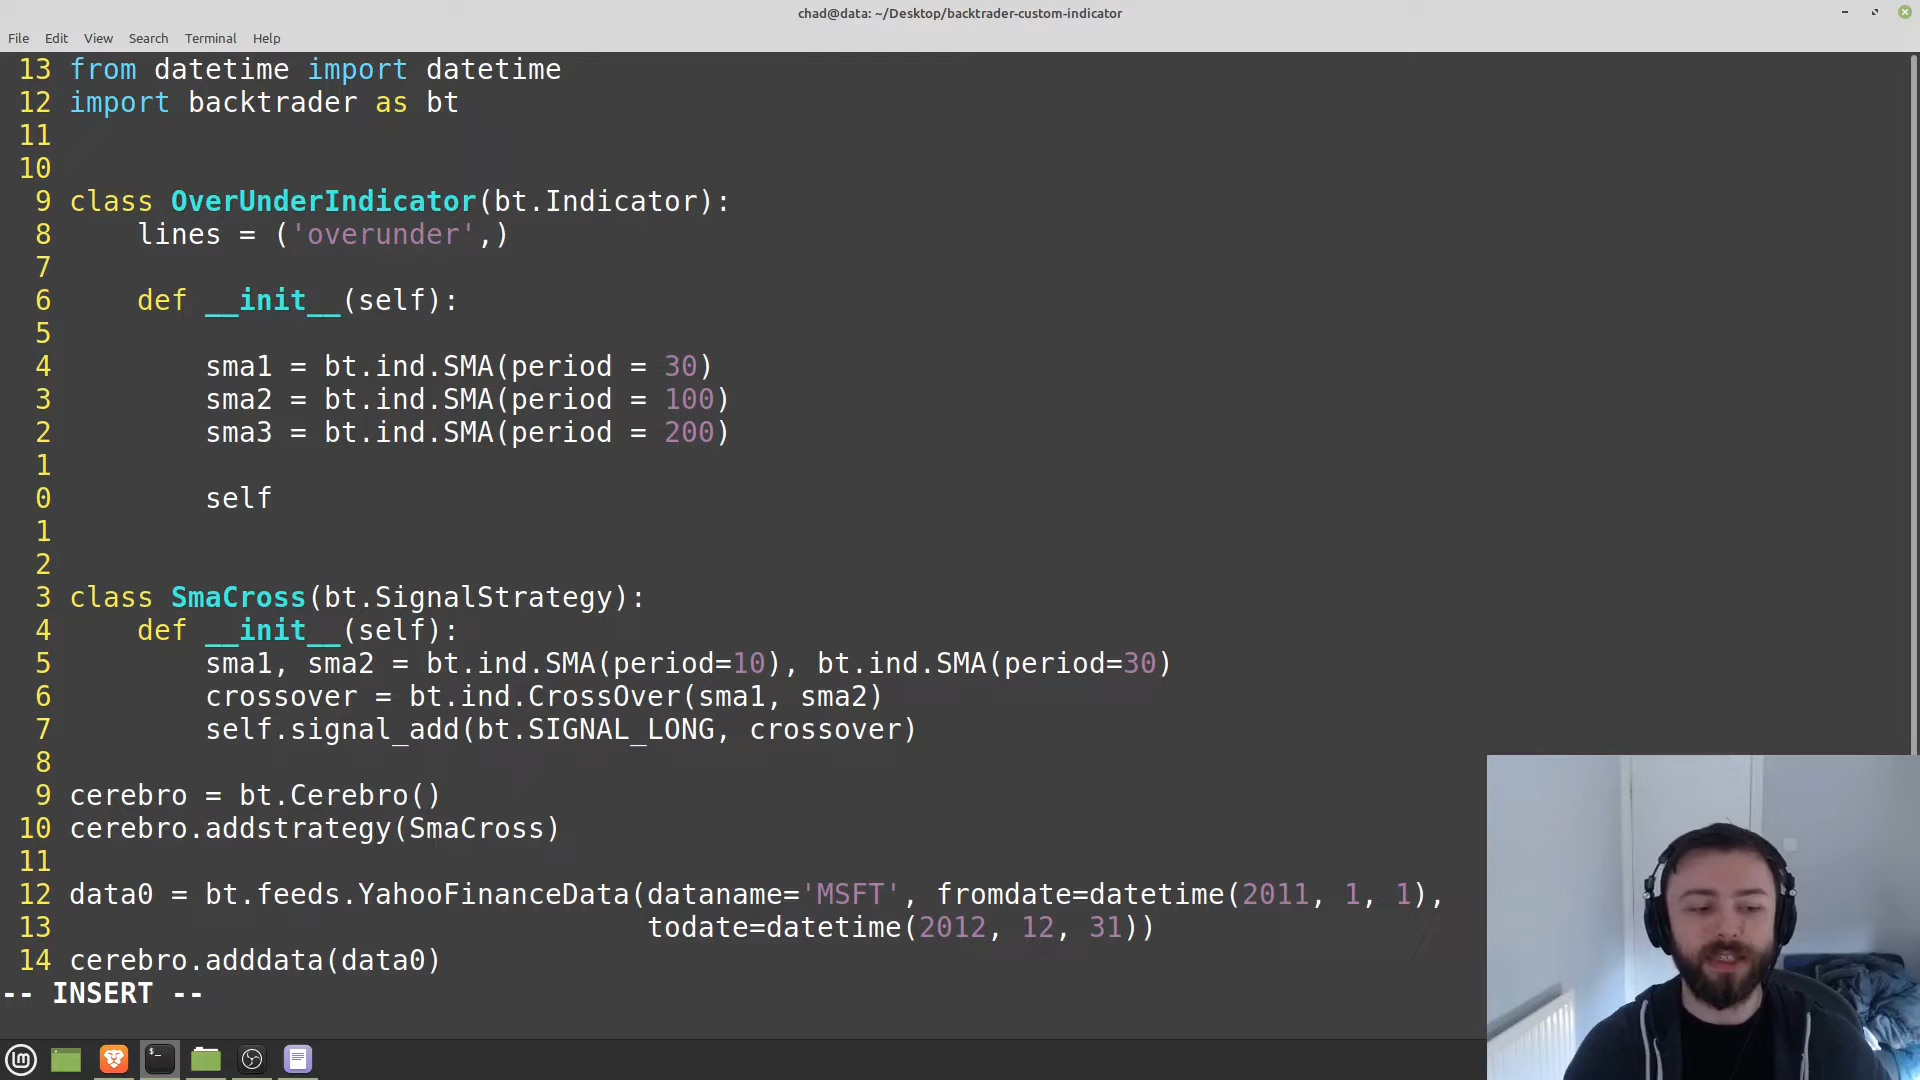 chad@data: ~/Desktop/backtrader-custom-indicator
File Edit View Search Terminal Help
13 from datetime import datetime
12 import backtrader as bt
11
10
9 class OverUnderIndicator(bt.Indicator):
8     lines = ('overunder',)
7
6     def __init__(self):
5
4         sma1 = bt.ind.SMA(period = 30)
3         sma2 = bt.ind.SMA(period = 100)
2         sma3 = bt.ind.SMA(period = 200)
1
0         self
1
2
3 class SmaCross(bt.SignalStrategy):
4     def __init__(self):
5         sma1, sma2 = bt.ind.SMA(period=10), bt.ind.SMA(period=30)
6         crossover = bt.ind.CrossOver(sma1, sma2)
7         self.signal_add(bt.SIGNAL_LONG, crossover)
8
9 cerebro = bt.Cerebro()
10 cerebro.addstrategy(SmaCross)
11
12 data0 = bt.feeds.YahooFinanceData(dataname='MSFT', fromdate=datetime(2011, 1, 1),
13                                   todate=datetime(2012, 12, 31))
14 cerebro.adddata(data0)
-- INSERT --